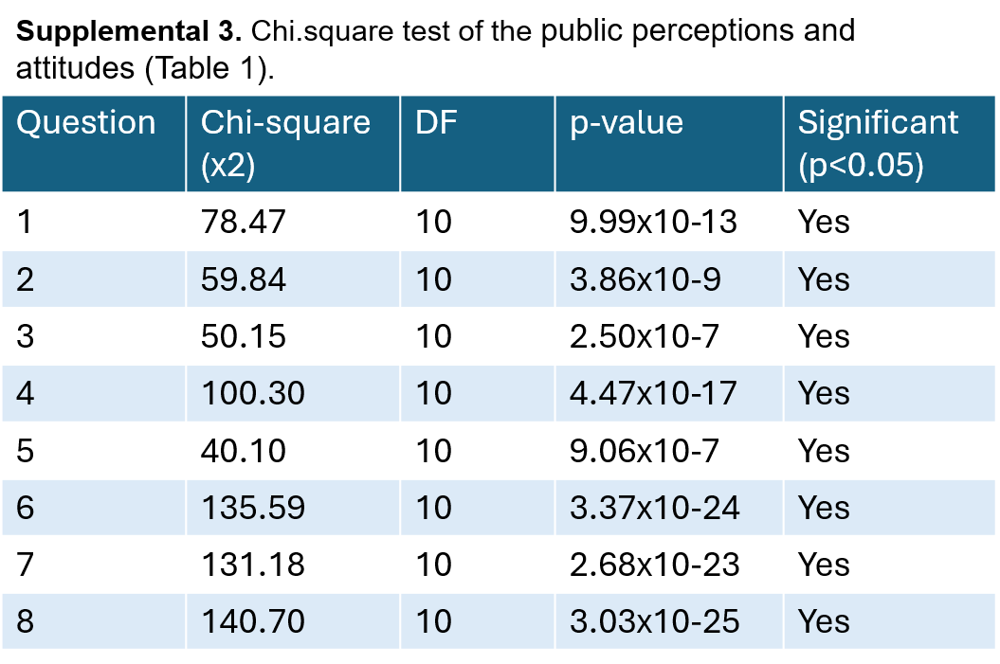 Supplemental 3. Chi.square test of the public perceptions and
attitudes (Table 1).
Question Chi-square (x2) DF p-value Significant (p<0.05)
1 78.47 10 9.99x10-13 Yes
2 59.84 10 3.86x10-9 Yes
3 50.15 10 2.50x10-7 Yes
4 100.30 10 4.47x10-17 Yes
5 40.10 10 9.06x10-7 Yes
6 135.59 10 3.37x10-24 Yes
7 131.18 10 2.68x10-23 Yes
8 140.70 10 3.03x10-25 Yes